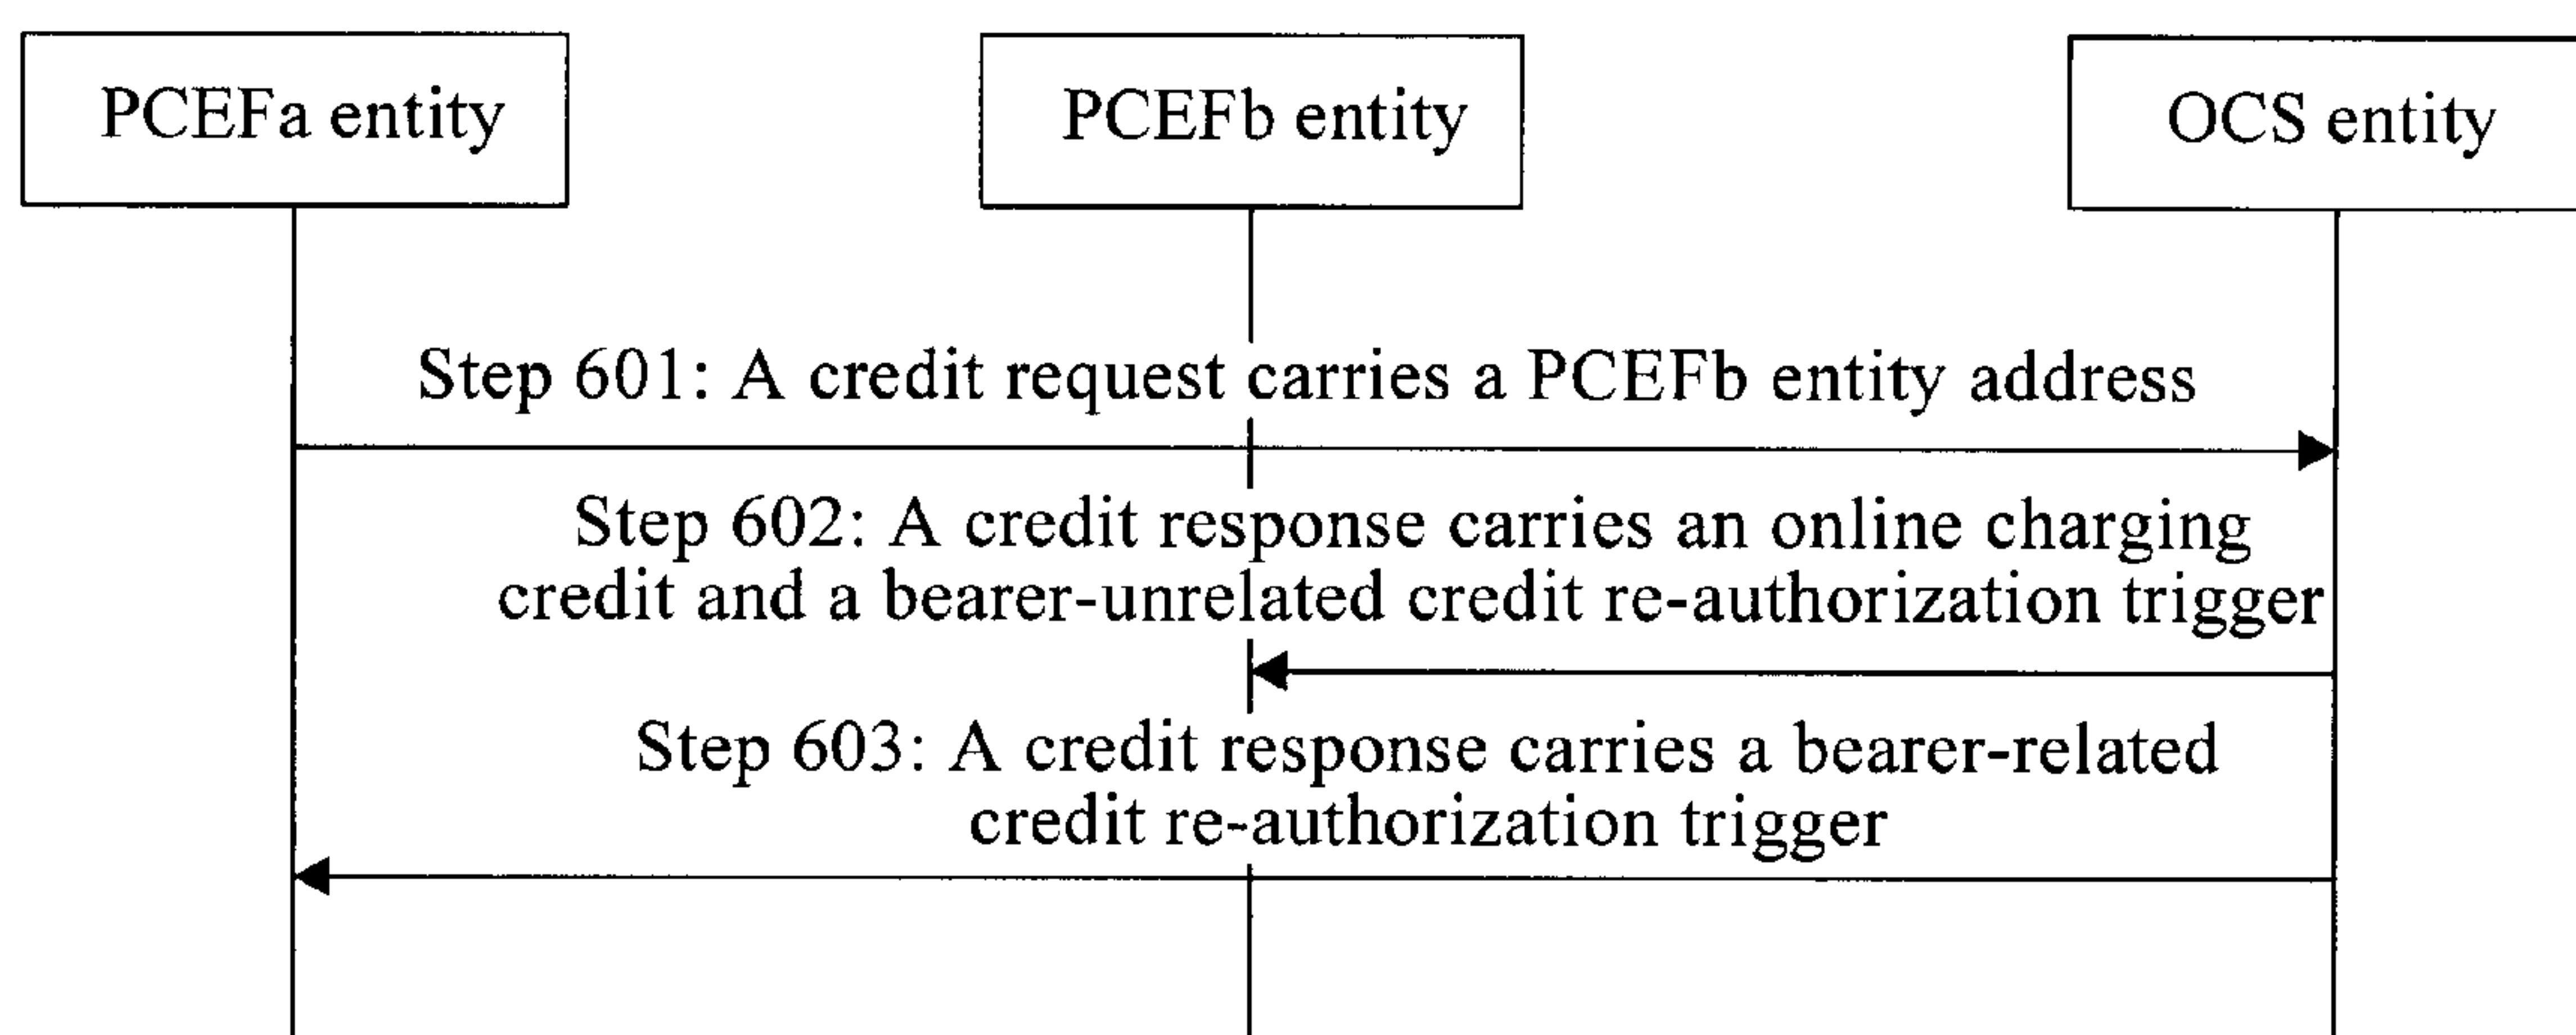 PCEFa entity
PCEFb entity
OCS entity
Step 601: A credit request carries a PCEFb entity address
Step 602: A credit response carries an online charging
credit and a bearer-unrelated credit re-authorization trigger
Step 603: A credit response carries a bearer-related
credit re-authorization trigger